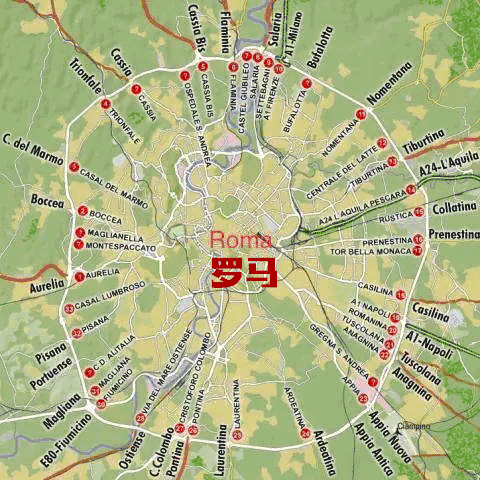 Cassia Bis
Flaminia
Salaria
A1-Milano
Bufalotta
Cassia
Trionfale
Nomentana
C. del Marmo
Tiburtina
A24-L'Aquila
Boccea
Collatina
Prenestina
Aurelia
Casilina
A1-Napoli
Pisana
Tuscolana
Portuense
Anagnina
Magliana
Appia Nuova
E80-Fiumicino
Appia Antica
Ostiense
C.Colombo
Pontina
Laurentina
Ardeatina
Ciampino
TRIONFALE
CASSIA
OSPEDALE S. ANDREA
CASSIA BIS
FLAMINIA
CASTEL GIUBILEO
SALARIA
SETTEBAGNI
A1 FIRENZE
BUFALOTTA
NOMENTANA
CENTRALE DEL LATTE
TIBURTINA
A24 L'AQUILA PESCARA
RUSTICA
PRENESTINA
TOR BELLA MONACA
CASILINA
A1 NAPOLI
ROMANINA
TUSCOLANA
ANAGNINA
GREGNA S. ANDREA
APPIA
ARDEATINA
LAURENTINA
PONTINA
CRISTOFORO COLOMBO
VIA DEL MARE OSTIENSE
FIUMICINO
MAGLIANA
C.D. ALITALIA
PISANA
CASAL LUMBROSO
AURELIA
MONTESPACCATO
MAGLIANELLA
BOCCEA
CASAL DEL MARMO
Roma
罗马